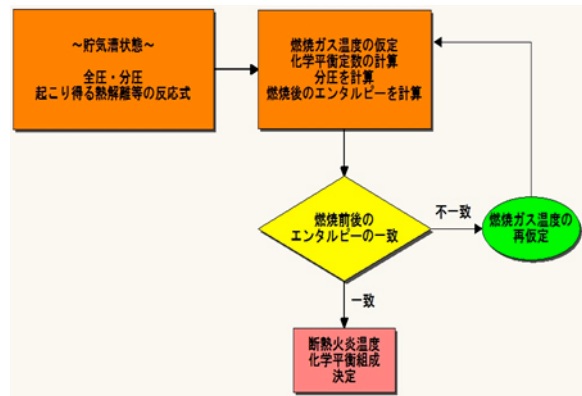 ～貯気漕状態～
全圧・分圧
起こり得る熱解離等の反応式
燃焼ガス温度の仮定
化学平衡定数の計算
分圧を計算
燃焼後のエンタルピーを計算
燃焼前後の
エンタルピーの一致
不一致
燃焼ガス温度の
再仮定
一致
断熱火炎温度
化学平衡組成
決定